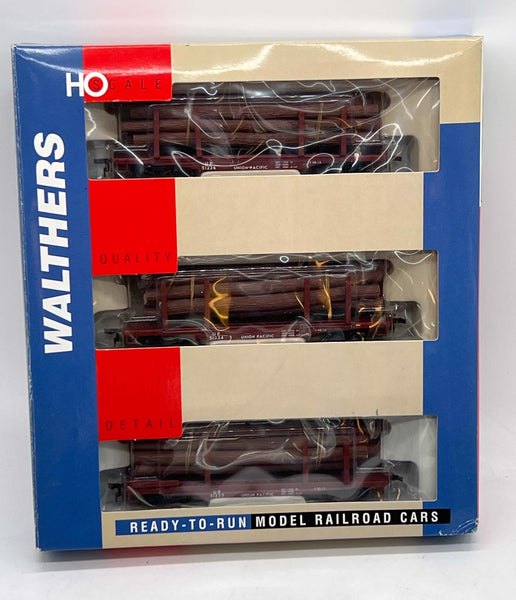 HO SCALE
WALTHERS
UNION PACIFIC
QUALITY
UNION PACIFIC
DETAIL
UNION PACIFIC
READY-TO-RUN MODEL RAILROAD CARS